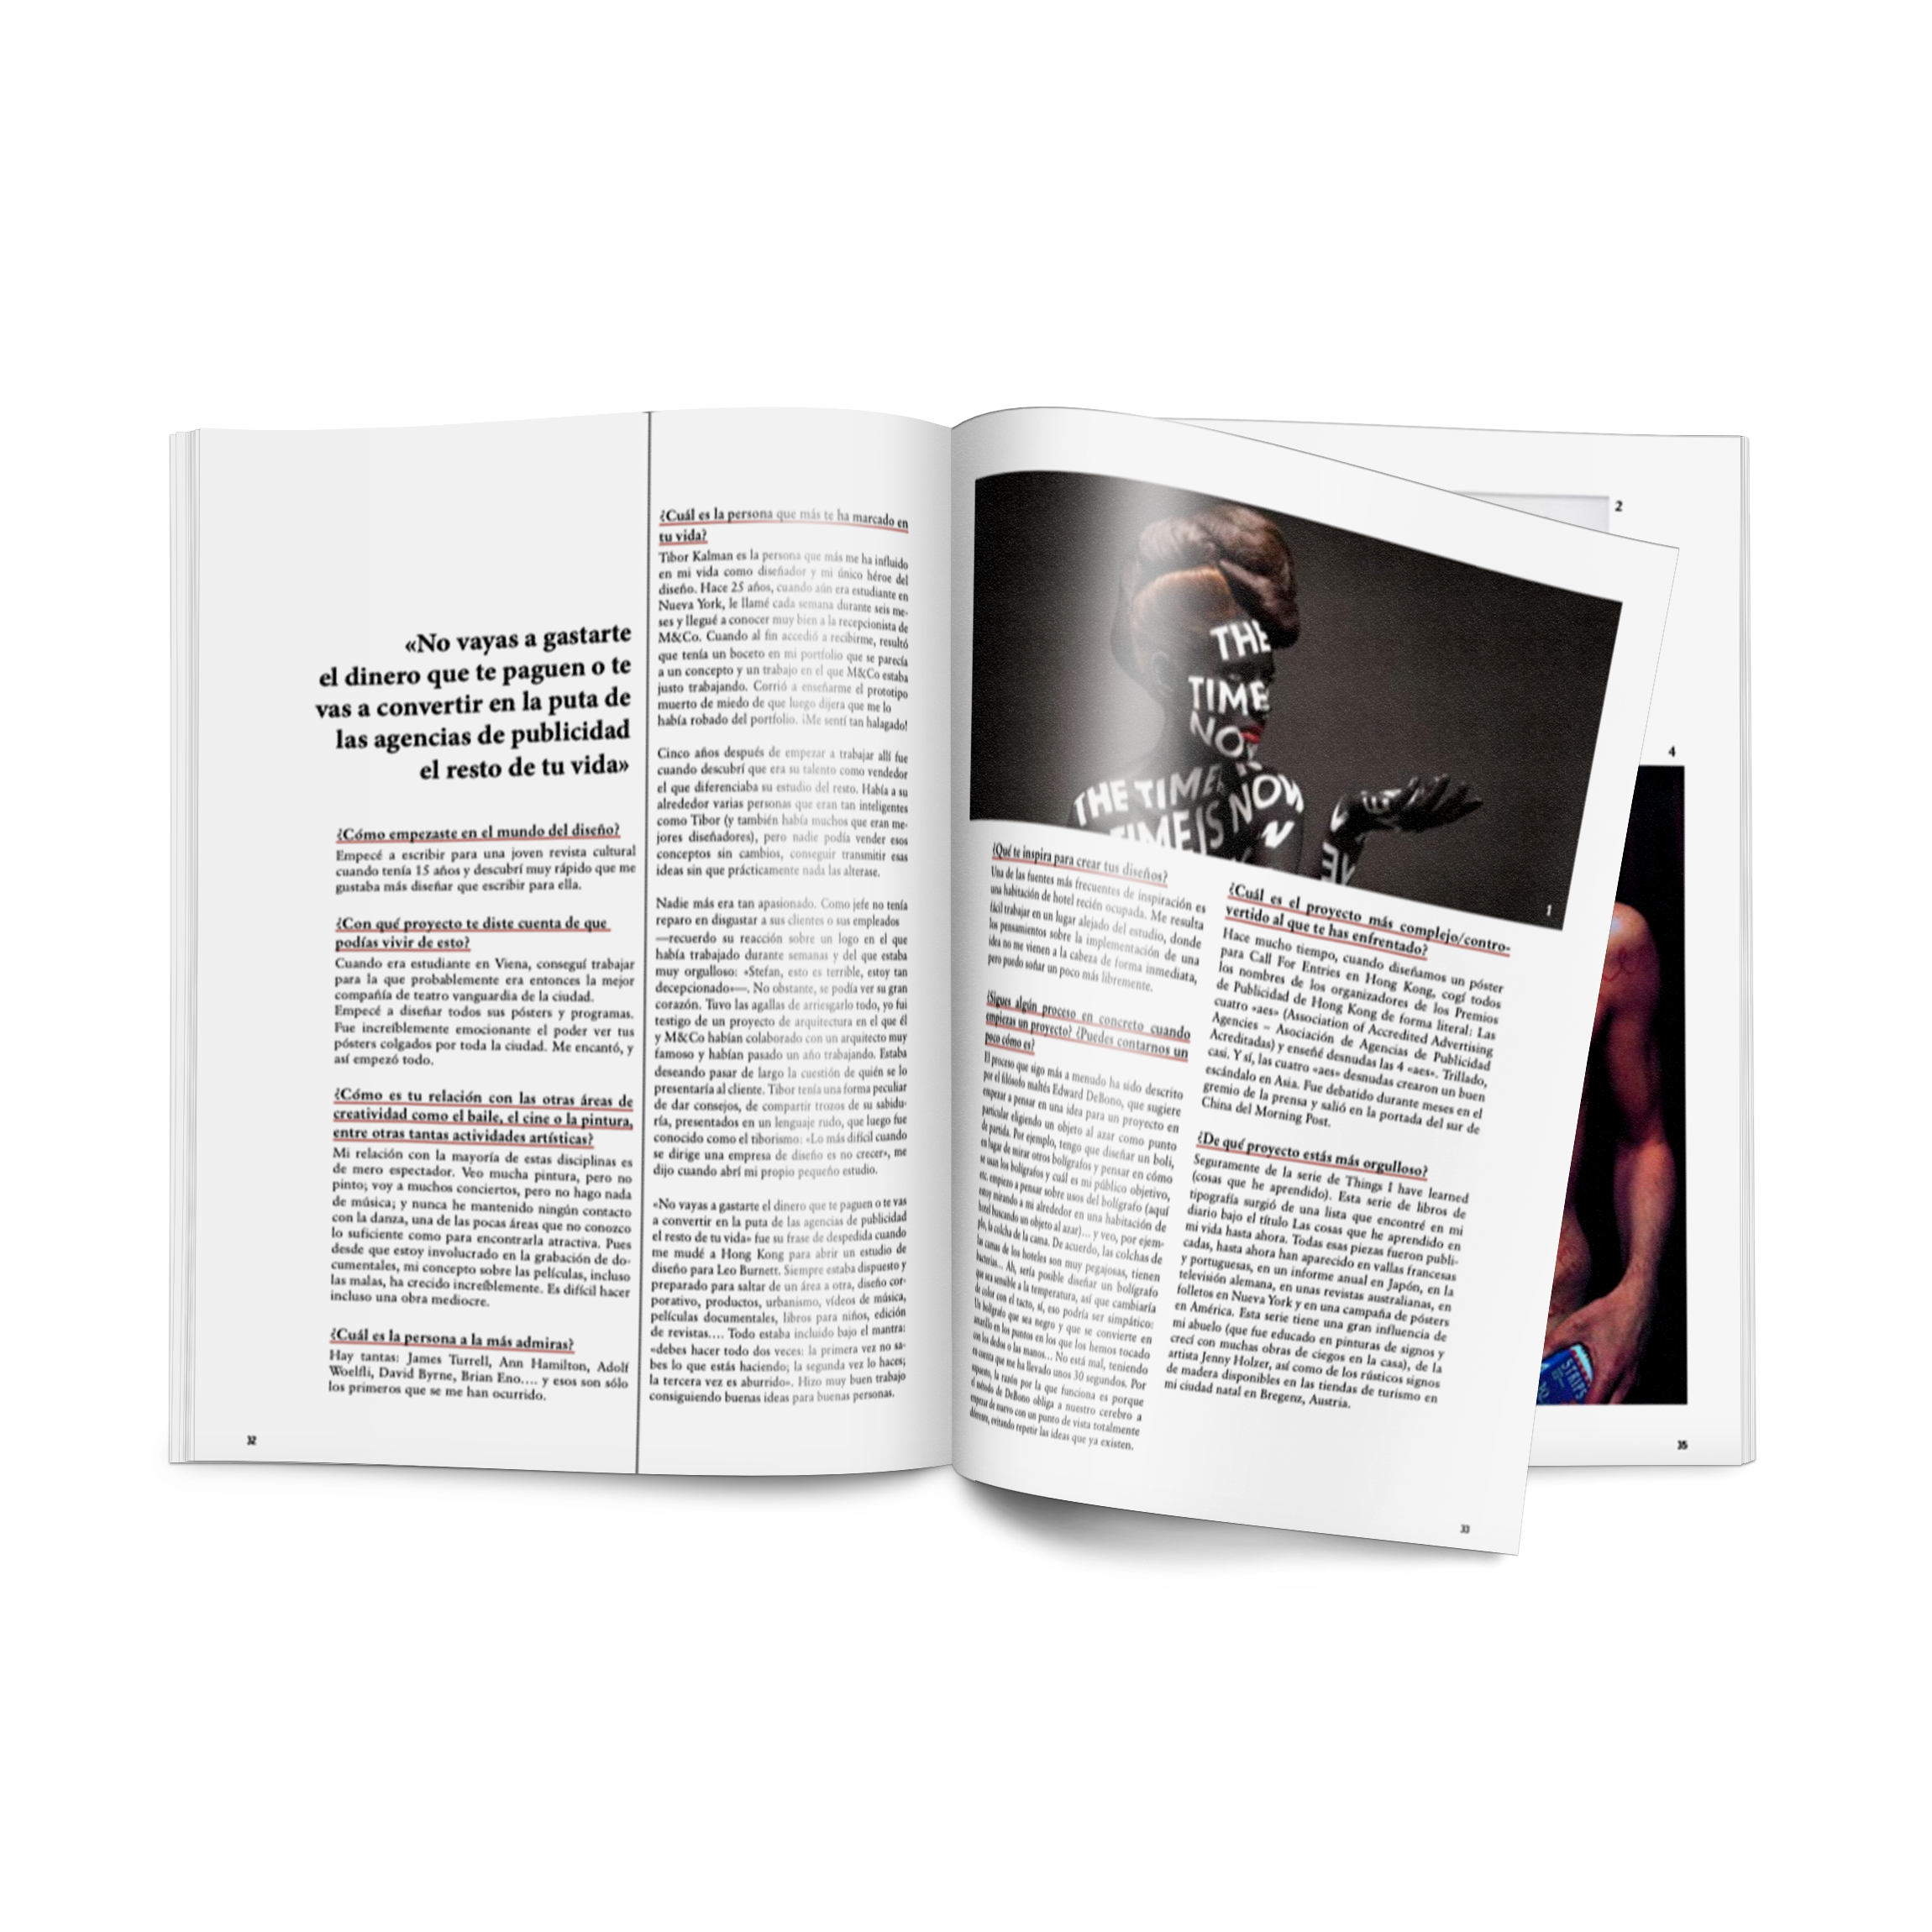 «No vayas a gastarte
el dinero que te paguen o te
vas a convertir en la puta de
las agencias de publicidad
el resto de tu vida»
¿Cómo empezaste en el mundo del diseño?
Empecé a escribir para una joven revista cultural
cuando tenía 15 años y descubrí muy rápido que me
gustaba más diseñar que escribir para ella.
¿Con qué proyecto te diste cuenta de que
podías vivir de esto?
Cuando era estudiante en Viena, conseguí trabajar
para la que probablemente era entonces la mejor
compañía de teatro vanguardia de la ciudad.
Empecé a diseñar todos sus pósters y programas.
Fue increíblemente emocionante el poder ver tus
pósters colgados por toda la ciudad. Me encantó, y
así empezó todo.
¿Cómo es tu relación con las otras áreas de
creatividad como el baile, el cine o la pintura,
entre otras tantas actividades artísticas?
Mi relación con la mayoría de estas disciplinas es
de mero espectador. Veo mucha pintura, pero no
pinto; voy a muchos conciertos, pero no hago nada
de música; y nunca he mantenido ningún contacto
con la danza, una de las pocas áreas que no conozco
lo suficiente como para encontrarla atractiva. Pues
desde que estoy involucrado en la grabación de do-
cumentales, mi concepto sobre las películas, incluso
las malas, ha crecido increíblemente. Es difícil hacer
incluso una obra mediocre.
¿Cuál es la persona a la más admiras?
Hay tantas: James Turrell, Ann Hamilton, Adolf
Woelfli, David Byrne, Brian Eno.... y esos son sólo
los primeros que se me han ocurrido.
32
¿Cuál es la persona que más te ha marcado en
tu vida?
Tibor Kalman es la persona que más me ha influido
en mi vida como diseñador y mi único héroe del
diseño. Hace 25 años, cuando aún era estudiante en
Nueva York, le llamé cada semana durante seis me-
ses y llegué a conocer muy bien a la recepcionista de
M&Co. Cuando al fin accedió a recibirme, resultó
que tenía un boceto en mi portfolio que se parecía
a un concepto y un trabajo en el que M&Co estaba
justo trabajando. Corrió a enseñarme el prototipo
muerto de miedo de que luego dijera que me lo
había robado del portfolio. ¡Me sentí tan halagado!
Cinco años después de empezar a trabajar allí fue
cuando descubrí que era su talento como vendedor
el que diferenciaba su estudio del resto. Había a su
alrededor varias personas que eran tan inteligentes
como Tibor (y también había muchos que eran me-
jores diseñadores), pero nadie podía vender esos
conceptos sin cambios, conseguir transmitir esas
ideas sin que prácticamente nada las alterase.
Nadie más era tan apasionado. Como jefe no tenía
reparo en disgustar a sus clientes o sus empleados
—recuerdo su reacción sobre un logo en el que
había trabajado durante semanas y del que estaba
muy orgulloso: «Stefan, esto es terrible, estoy tan
decepcionado»—. No obstante, se podía ver su gran
corazón. Tuvo las agallas de arriesgarlo todo, yo fui
testigo de un proyecto de arquitectura en el que él
y M&Co habían colaborado con un arquitecto muy
famoso y habían pasado un año trabajando. Estaba
deseando pasar de largo la cuestión de quién se lo
presentaría al cliente. Tibor tenía una forma peculiar
de dar consejos, de compartir trozos de su sabidu-
ría, presentados en un lenguaje rudo, que luego fue
conocido como el tiborismo: «Lo más difícil cuando
se dirige una empresa de diseño es no crecer», me
dijo cuando abrí mi propio pequeño estudio.
«No vayas a gastarte el dinero que te paguen o te vas
a convertir en la puta de las agencias de publicidad
el resto de tu vida» fue su frase de despedida cuando
me mudé a Hong Kong para abrir un estudio de
diseño para Leo Burnett. Siempre estaba dispuesto y
preparado para saltar de un área a otra, diseño cor-
porativo, productos, urbanismo, vídeos de música,
películas documentales, libros para niños, edición
de revistas.... Todo estaba incluido bajo el mantra:
«debes hacer todo dos veces: la primera vez no sa-
bes lo que estás haciendo; la segunda vez lo haces;
la tercera vez es aburrido». Hizo muy buen trabajo
consiguiendo buenas ideas para buenas personas.
THE
TIME
NOW
THE TIME
IS NOW
TIME
1
¿Qué te inspira para crear tus diseños?
Una de las fuentes más frecuentes de inspiración es
una habitación de hotel recién ocupada. Me resulta
fácil trabajar en un lugar alejado del estudio, donde
los pensamientos sobre la implementación de una
idea no me vienen a la cabeza de forma inmediata,
pero puedo soñar un poco más libremente.
¿Sigues algún proceso en concreto cuando
empiezas un proyecto? ¿Puedes contarnos un
poco cómo es?
El proceso que sigo más a menudo ha sido descrito
por el filósofo maltés Edward DeBono, que sugiere
empezar a pensar en una idea para un proyecto en
particular eligiendo un objeto al azar como punto
de partida. Por ejemplo, tengo que diseñar un boli,
en lugar de mirar otros bolígrafos y pensar en cómo
se usan los bolígrafos y cuál es mi público objetivo,
etc. empiezo a pensar sobre usos del bolígrafo (aquí
estoy mirando a mi alrededor en una habitación de
hotel buscando un objeto al azar)... y veo, por ejem-
plo, la colcha de la cama. De acuerdo, las colchas de
las camas de los hoteles son muy pegajosas, tienen
bacterias... Ah, sería posible diseñar un bolígrafo
que sea sensible a la temperatura, así que cambiaría
de color con el tacto, sí, eso podría ser simpático:
Un bolígrafo que sea negro y que se convierte en
amarillo en los puntos en los que los hemos tocado
con los dedos o las manos... No está mal, teniendo
en cuenta que me ha llevado unos 30 segundos. Por
supuesto, la razón por la que funciona es porque
el método de DeBono obliga a nuestro cerebro a
empezar de nuevo con un punto de vista totalmente
diferente, evitando repetir las ideas que ya existen.
¿Cuál es el proyecto más complejo/contro-
vertido al que te has enfrentado?
Hace mucho tiempo, cuando diseñamos un póster
para Call For Entries en Hong Kong, cogí todos
los nombres de los organizadores de los Premios
de Publicidad de Hong Kong de forma literal: Las
cuatro «aes» (Association of Accredited Advertising
Agencies – Asociación de Agencias de Publicidad
Acreditadas) y enseñé desnudas las 4 «aes». Trillado,
casi. Y sí, las cuatro «aes» desnudas crearon un buen
escándalo en Asia. Fue debatido durante meses en el
gremio de la prensa y salió en la portada del sur de
China del Morning Post.
¿De qué proyecto estás más orgulloso?
Seguramente de la serie de Things I have learned
(cosas que he aprendido). Esta serie de libros de
tipografía surgió de una lista que encontré en mi
diario bajo el título Las cosas que he aprendido en
mi vida hasta ahora. Todas esas piezas fueron publi-
cadas, hasta ahora han aparecido en vallas francesas
y portuguesas, en un informe anual en Japón, en la
televisión alemana, en unas revistas australianas, en
folletos en Nueva York y en una campaña de pósters
en América. Esta serie tiene una gran influencia de
mi abuelo (que fue educado en pinturas de signos y
crecí con muchas obras de ciegos en la casa), de la
artista Jenny Holzer, así como de los rústicos signos
de madera disponibles en las tiendas de turismo en
mi ciudad natal en Bregenz, Austria.
33
2
4
STRIPS
35